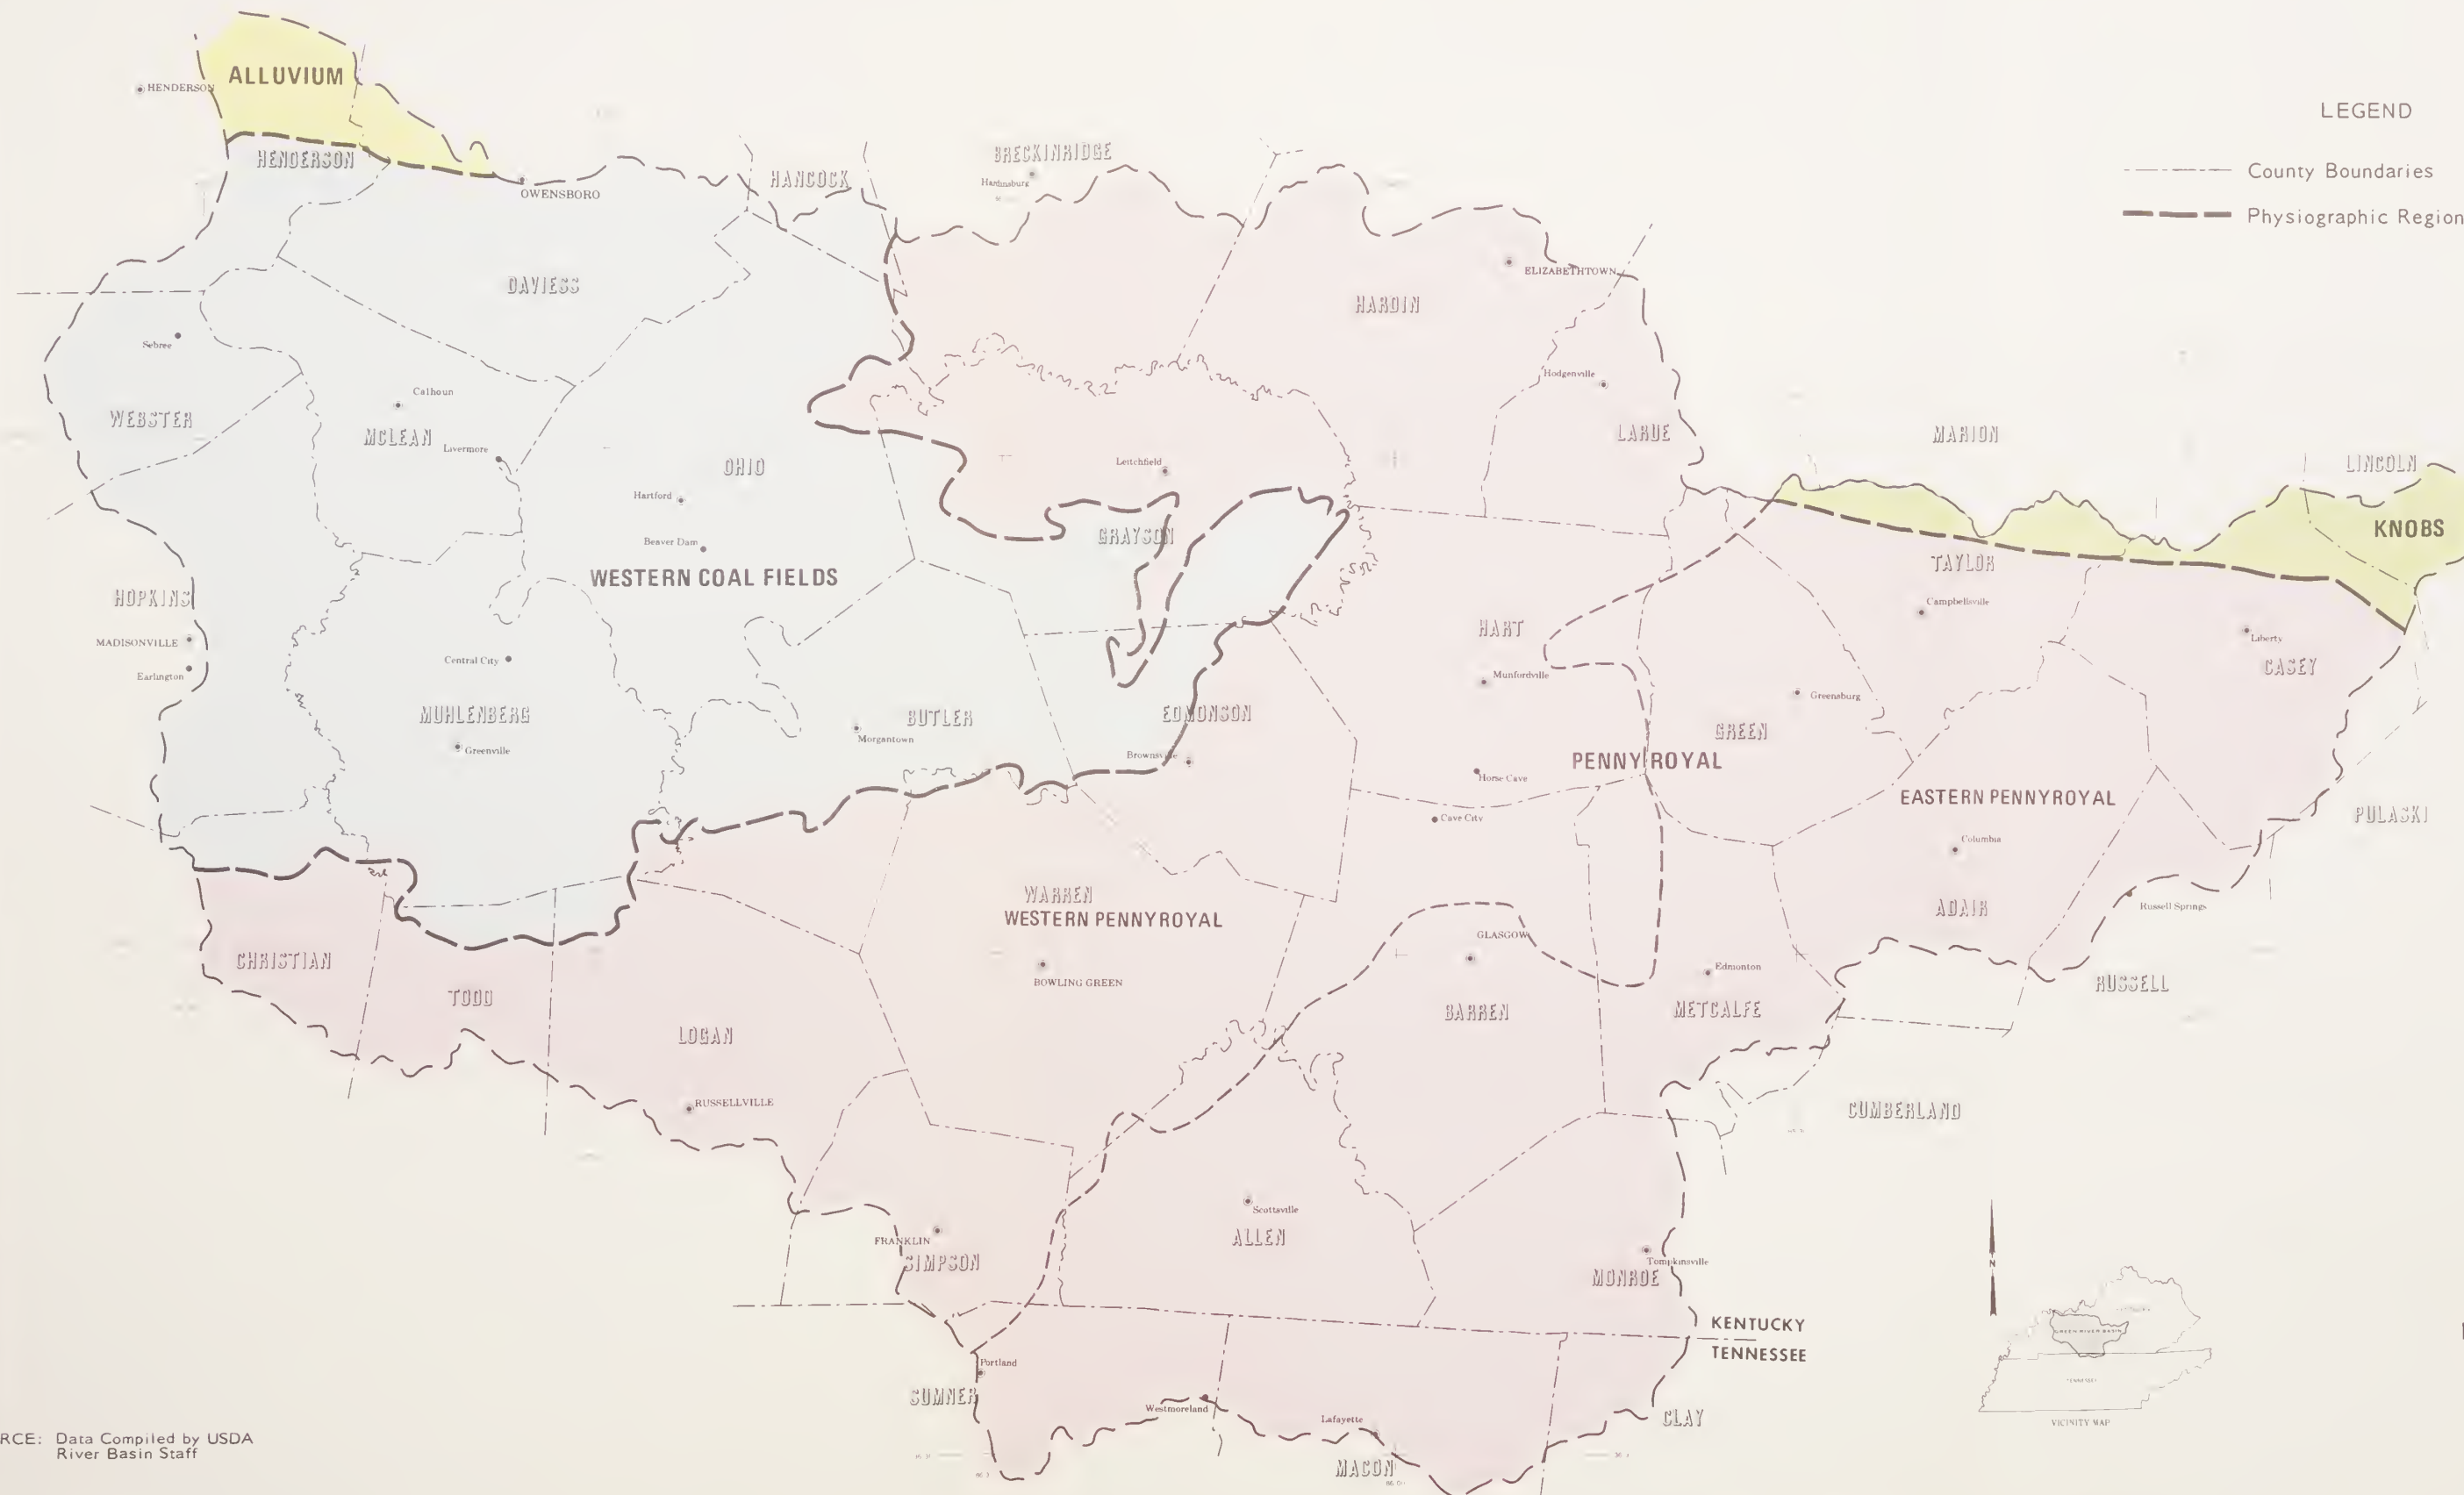 ALLUVIUM
HENDERSON
HENDERSON
OWENSBORO
HANCOCK
BRECKINRIDGE
Hardinsburg
LEGEND
County Boundaries
Physiographic Region
DAVIESS
HARDIN
ELIZABETHTOWN
Sebree
Calhoun
Hodgenville
WEBSTER
MCLEAN
Livermore
OHIO
Leitchfield
LARUE
MARION
LINCOLN
Hartford
GRAYSON
KNOBS
Beaver Dam
WESTERN COAL FIELDS
TAYLOR
HOPKINS
Campbellsville
MADISONVILLE
HART
Liberty
Central City
CASEY
Earlington
Munfordville
Greensburg
MUHLENBERG
BUTLER
EDMONSON
GREEN
Morgantown
Greenville
Brownsville
PENNYROYAL
Horse Cave
EASTERN PENNYROYAL
Cave City
PULASKI
Columbia
WARREN
WESTERN PENNYROYAL
ADAIR
Russell Springs
GLASGOW
CHRISTIAN
Edmonton
BOWLING GREEN
RUSSELL
TODD
BARREN
METCALFE
LOGAN
RUSSELLVILLE
CUMBERLAND
Scottsville
FRANKLIN
ALLEN
SIMPSON
Tompkinsville
MONROE
N
KENTUCKY
TENNESSEE
GREEN RIVER BASIN
TENNESSEE
Portland
SUMNER
Westmoreland
Lafayette
CLAY
VICINITY MAP
MACON
RCE: Data Compiled by USDA
River Basin Staff